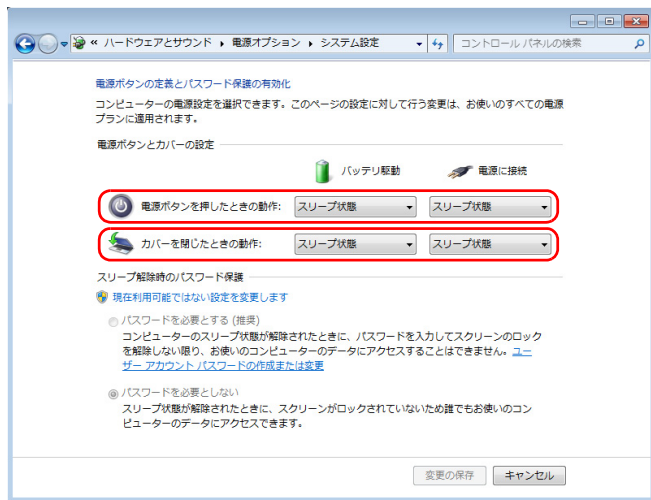 « ハードウェアとサウンド ▸ 電源オプション ▸ システム設定 コントロール パネルの検索
電源ボタンの定義とパスワード保護の有効化
コンピューターの電源設定を選択できます。このページの設定に対して行う変更は、お使いのすべての電源
プランに適用されます。
電源ボタンとカバーの設定
バッテリ駆動 電源に接続
電源ボタンを押したときの動作: スリープ状態 スリープ状態
カバーを閉じたときの動作: スリープ状態 スリープ状態
スリープ解除時のパスワード保護
現在利用可能ではない設定を変更します
パスワードを必要とする (推奨)
コンピューターのスリープ状態が解除されたときに、パスワードを入力してスクリーンのロック
を解除しない限り、お使いのコンピューターのデータにアクセスすることはできません。ユー
ザー アカウント パスワードの作成または変更
パスワードを必要としない
スリープ状態が解除されたときに、スクリーンがロックされていないため誰でもお使いのコン
ピューターのデータにアクセスできます。
変更の保存 キャンセル